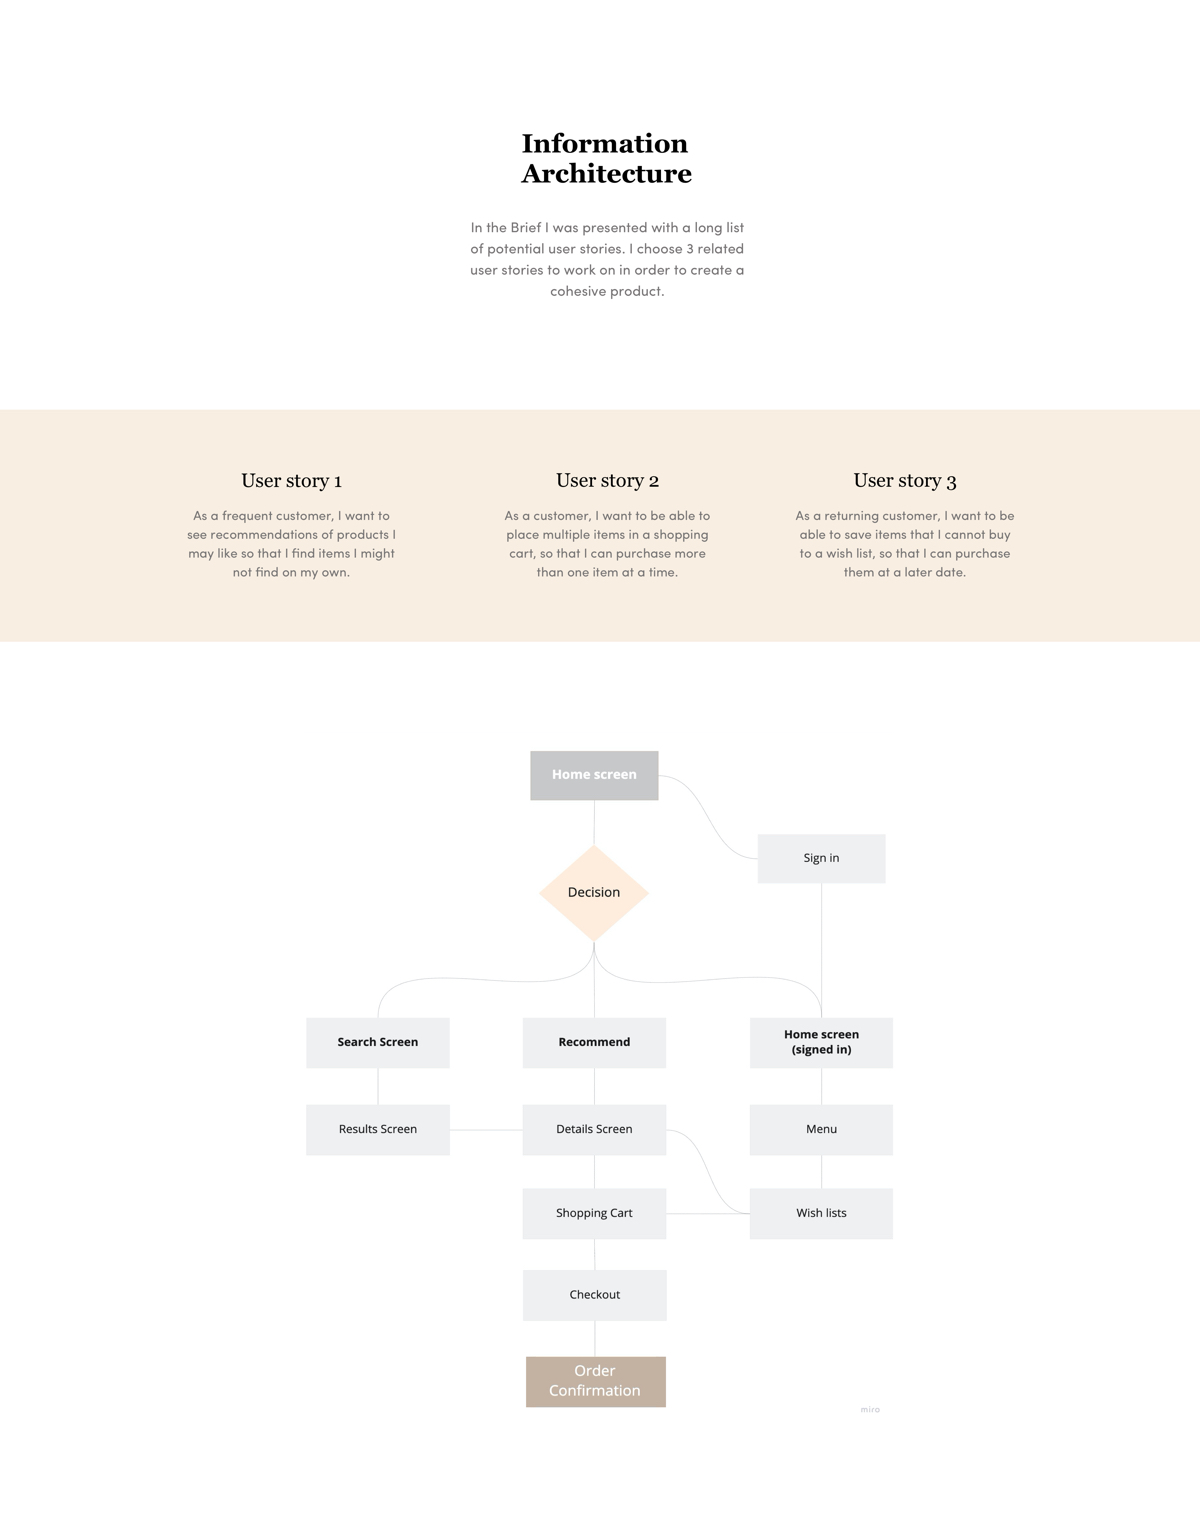 Information
Architecture
In the Brief I was presented with a long list
of potential user stories. I choose 3 related
user stories to work on in order to create a
cohesive product.
User story 1
As a frequent customer, I want to
see recommendations of products I
may like so that I find items I might
not find on my own.
User story 2
As a customer, I want to be able to
place multiple items in a shopping
cart, so that I can purchase more
than one item at a time.
User story 3
As a returning customer, I want to be
able to save items that I cannot buy
to a wish list, so that I can purchase
them at a later date.
Home screen
Sign in
Decision
Search Screen
Recommend
Home screen
(signed in)
Results Screen
Details Screen
Menu
Shopping Cart
Wish lists
Checkout
Order
Confirmation
miro